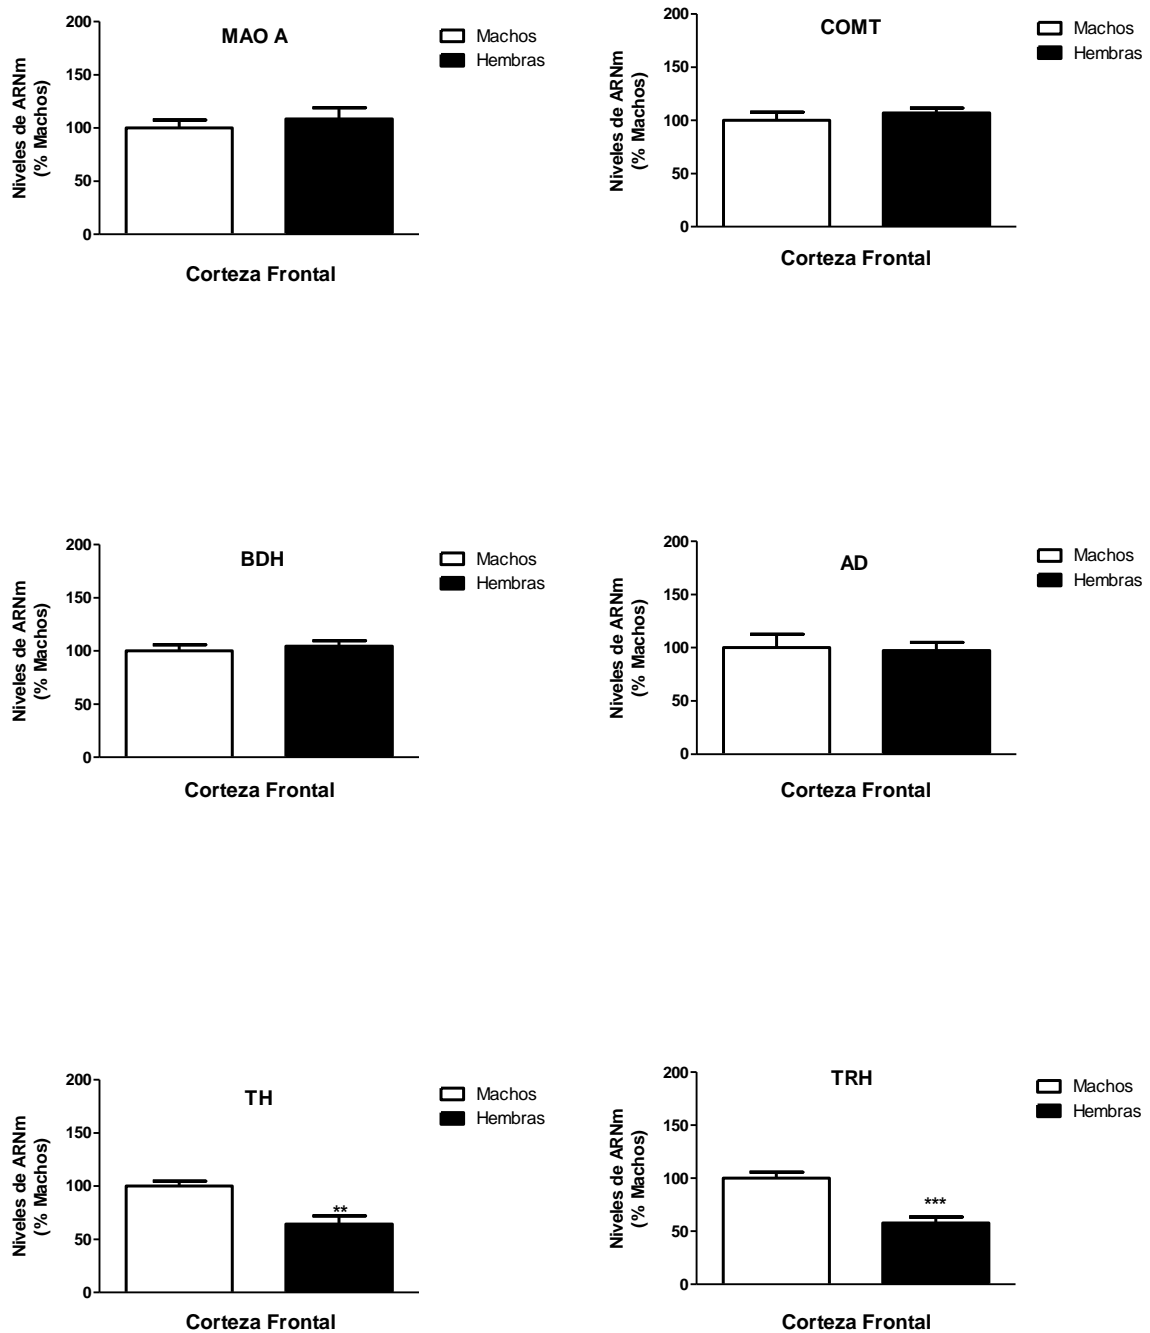 MAO A
Machos
Hembras
200
150
100
50
0
Niveles de ARNm
(% Machos)
Corteza Frontal
COMT
Machos
Hembras
200
150
100
50
0
Niveles de ARNm
(% Machos)
Corteza Frontal
BDH
Machos
Hembras
200
150
100
50
0
Niveles de ARNm
(% Machos)
Corteza Frontal
AD
Machos
Hembras
200
150
100
50
0
Niveles de ARNm
(% Machos)
Corteza Frontal
TH
Machos
Hembras
200
150
100
50
0
Niveles de ARNm
(% Machos)
**
Corteza Frontal
TRH
Machos
Hembras
200
150
100
50
0
Niveles de ARNm
(% Machos)
***
Corteza Frontal